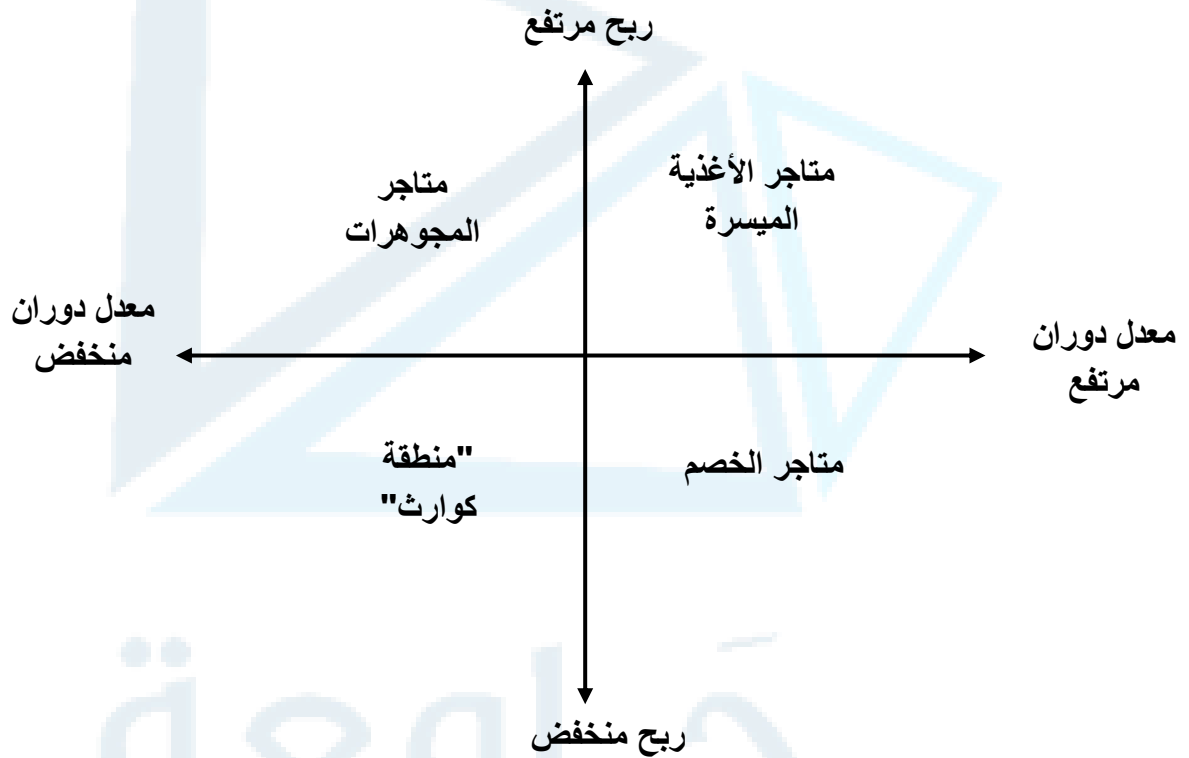 ربح مرتفع
متاجر الأغذية
الميسرة
متاجر
المجوهرات
معدل دوران
مرتفع
معدل دوران
منخفض
متاجر الخصم
"منطقة
كوارث"
ربح منخفض
جامعة